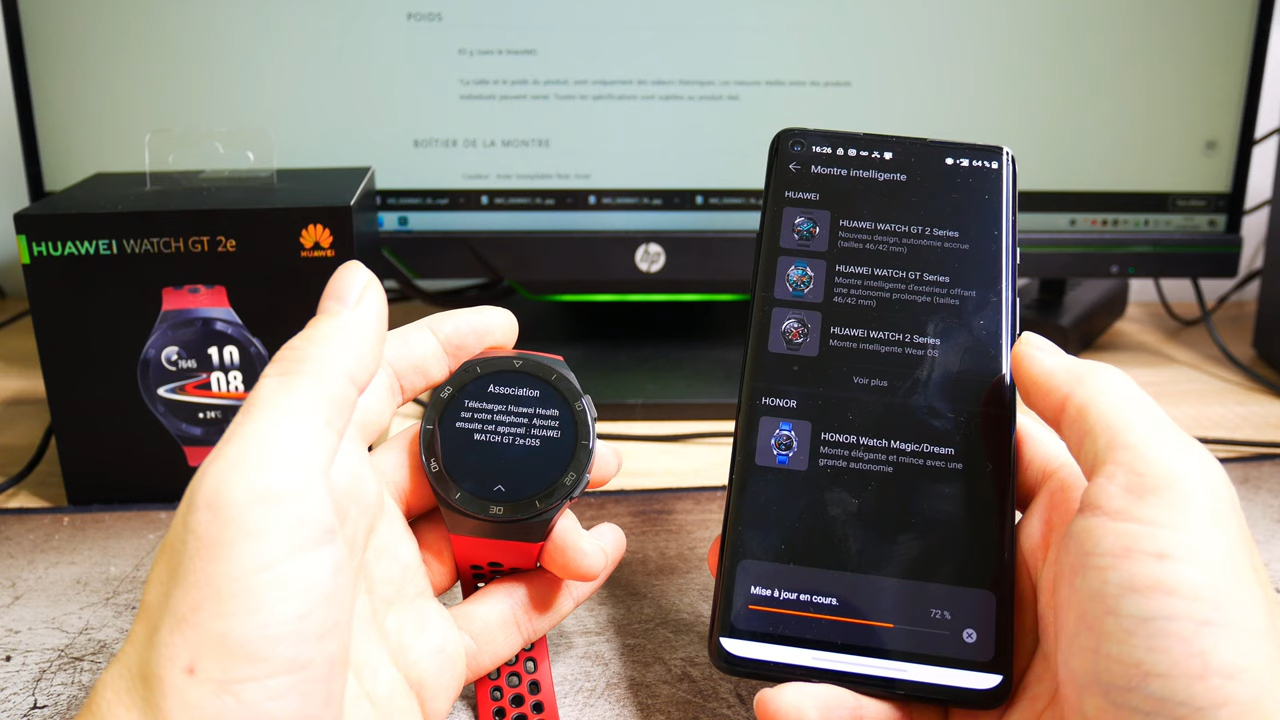 POIDS
BOÎTIER DE LA MONTRE
hp
HUAWEI WATCH GT 2e
HUAWEI
7645
10
08
24°C
50
10
20
30
40
Association
Téléchargez Huawei Health
sur votre téléphone. Ajoutez
ensuite cet appareil : HUAWEI
WATCH GT 2e-D55
16:26
64 %
Montre intelligente
HUAWEI
HUAWEI WATCH GT 2 Series
Nouveau design, autonomie accrue
(tailles 46/42 mm)
HUAWEI WATCH GT Series
Montre intelligente d'extérieur offrant
une autonomie prolongée (tailles
46/42 mm)
HUAWEI WATCH 2 Series
Montre intelligente Wear OS
Voir plus
HONOR
HONOR Watch Magic/Dream
Montre élégante et mince avec une
grande autonomie
Mise à jour en cours.
72 %